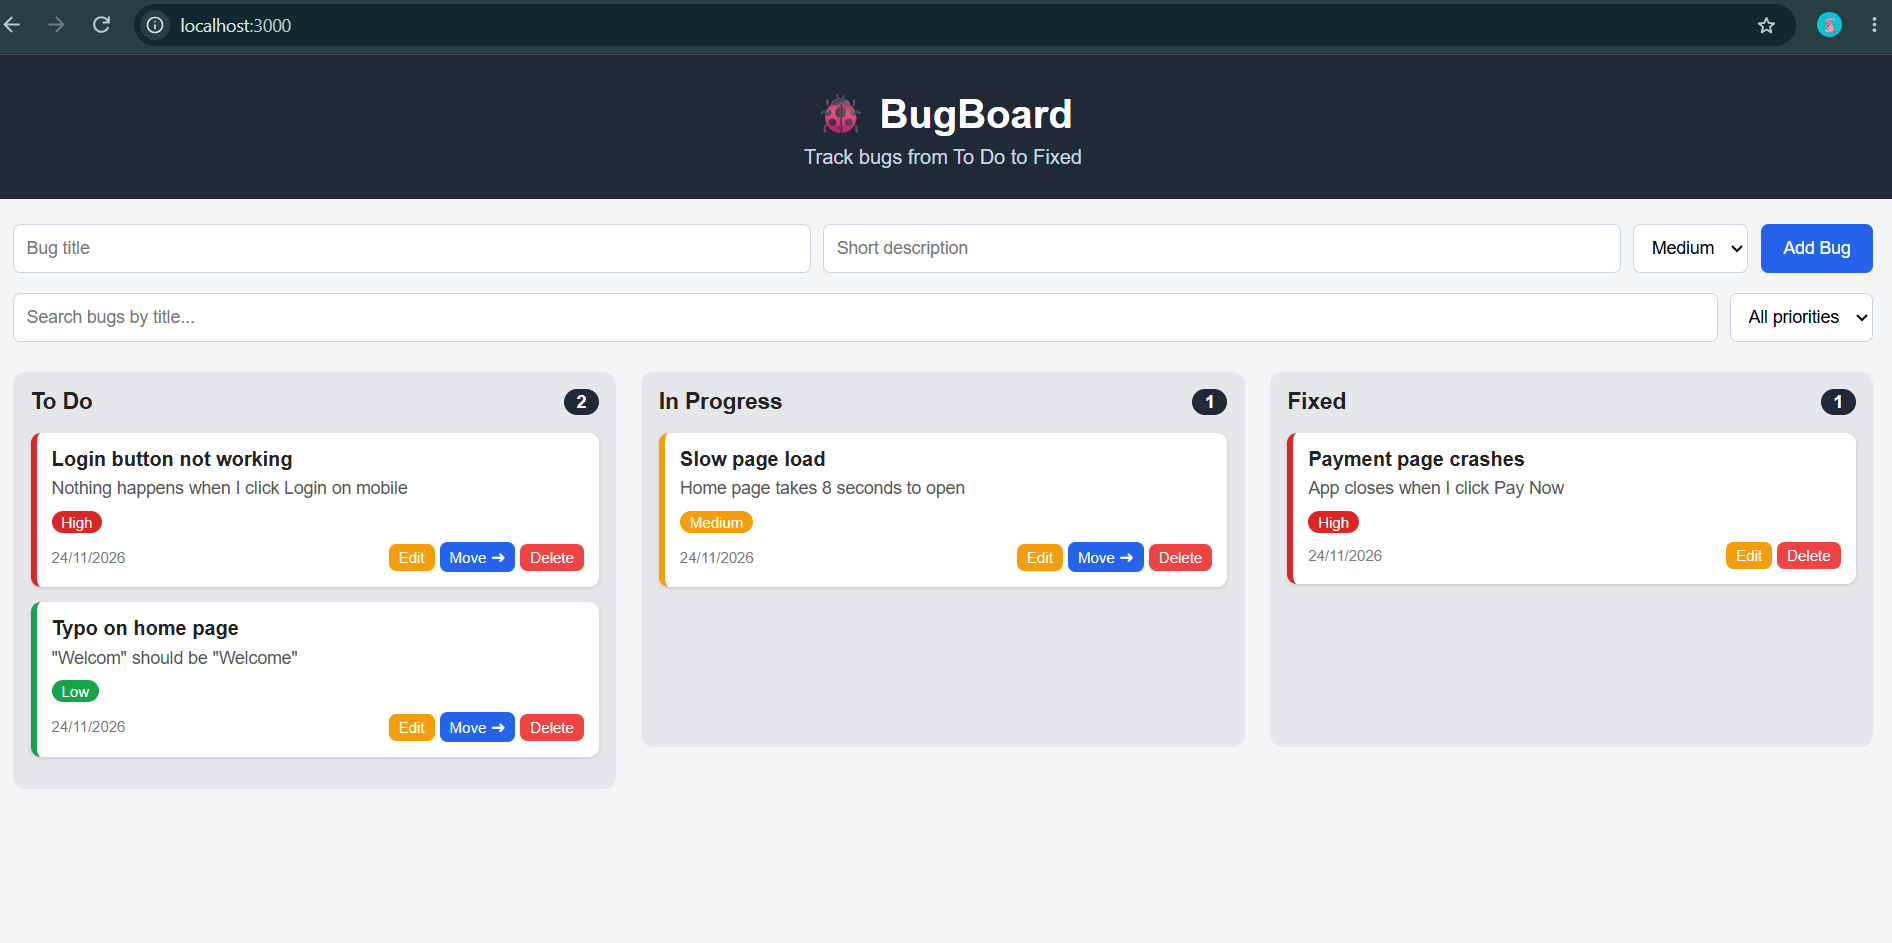 localhost:3000
BugBoard
Track bugs from To Do to Fixed
Bug title
Short description
Medium
Add Bug
Search bugs by title...
All priorities
To Do
2
Login button not working
Nothing happens when I click Login on mobile
High
24/11/2026
Edit
Move ➜
Delete
Typo on home page
"Welcom" should be "Welcome"
Low
24/11/2026
Edit
Move ➜
Delete
In Progress
1
Slow page load
Home page takes 8 seconds to open
Medium
24/11/2026
Edit
Move ➜
Delete
Fixed
1
Payment page crashes
App closes when I click Pay Now
High
24/11/2026
Edit
Delete